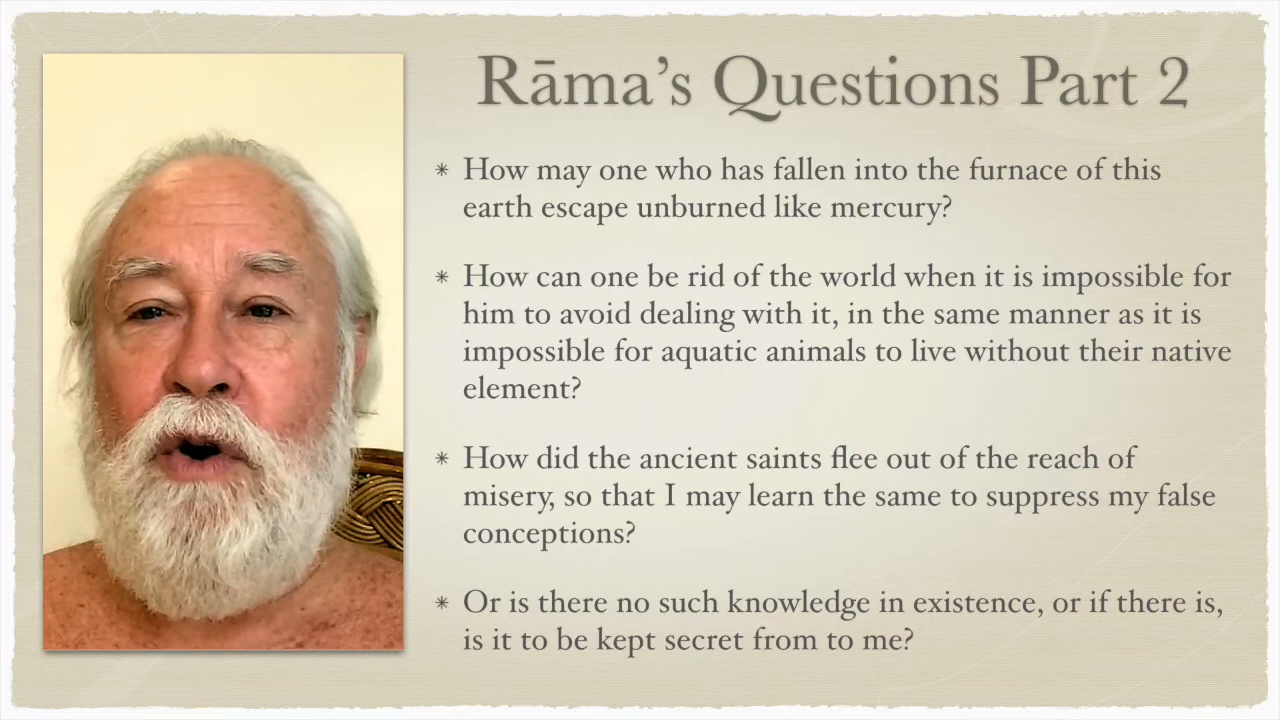 Rāma’s Questions Part 2
* How may one who has fallen into the furnace of this
earth escape unburned like mercury?
* How can one be rid of the world when it is impossible for
him to avoid dealing with it, in the same manner as it is
impossible for aquatic animals to live without their native
element?
* How did the ancient saints flee out of the reach of
misery, so that I may learn the same to suppress my false
conceptions?
* Or is there no such knowledge in existence, or if there is,
is it to be kept secret from to me?